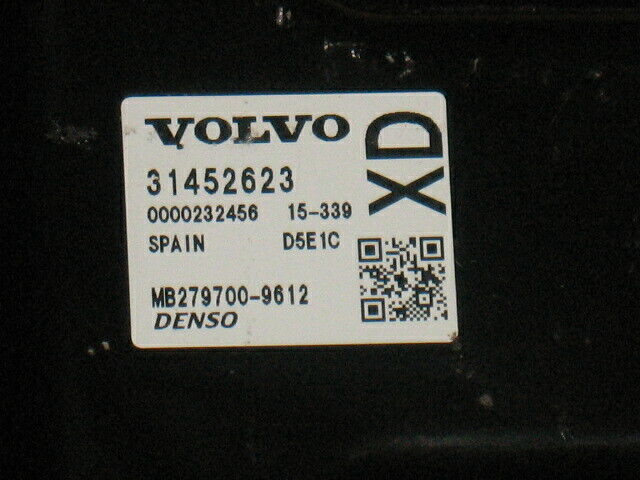 VOLVO
31452623
0000232456 15-339
SPAIN D5E1C
MB279700-9612
DENSO
XD